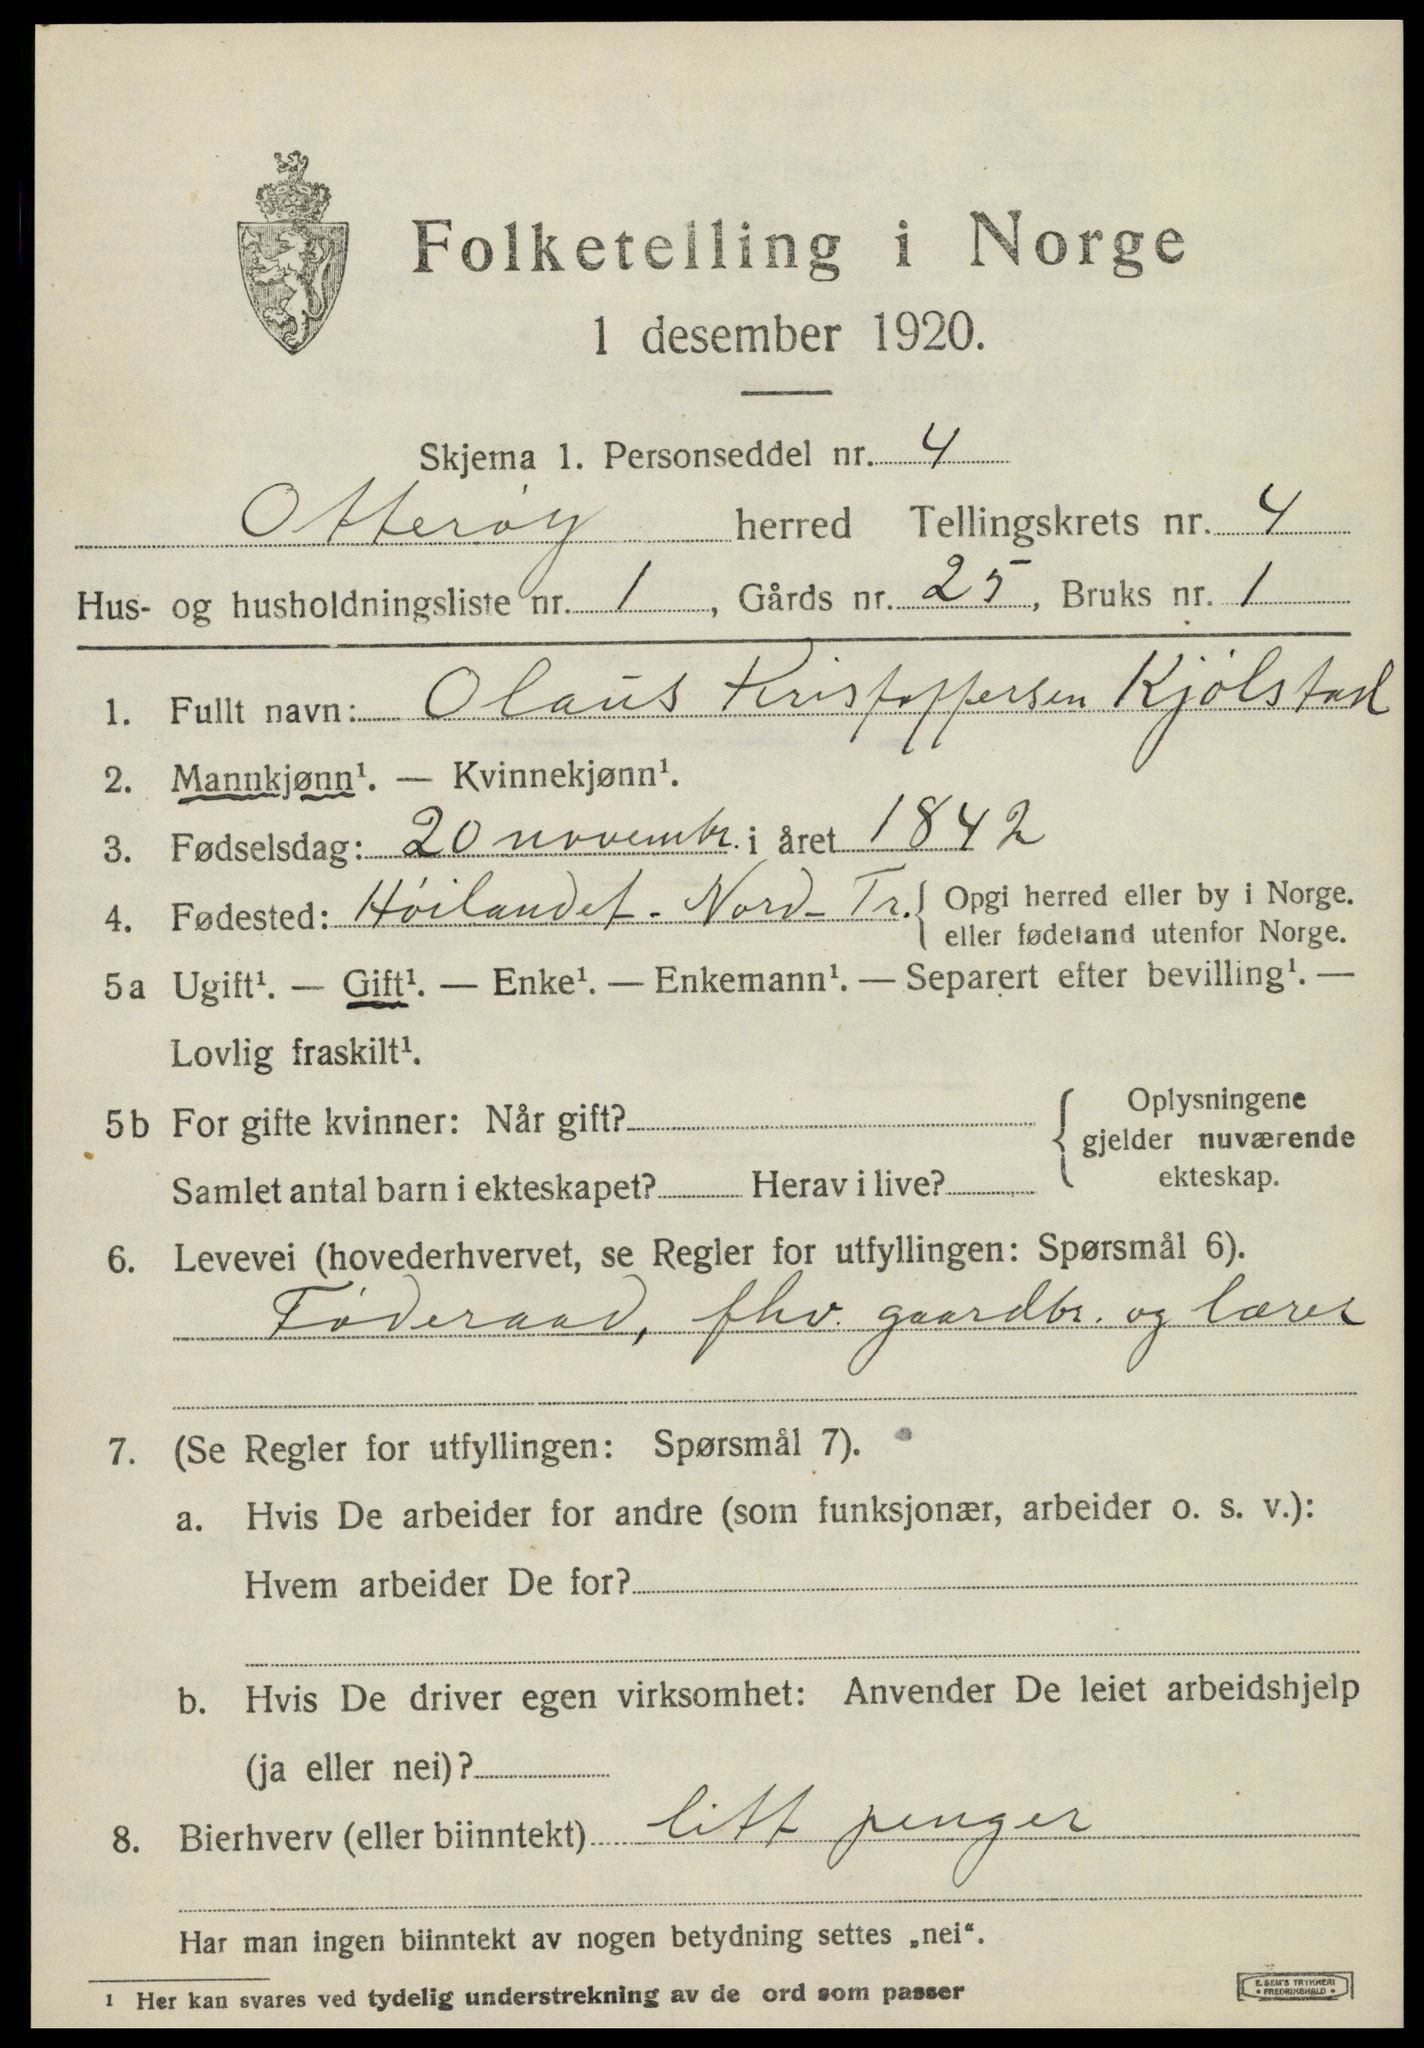 Folketelling i Norge
1 desember 1920.
Skjema 1. Personseddel nr. 4
Otterøy herred Tellingskrets nr. 4
Hus- og husholdningsliste nr. 1, Gårds nr. 25, Bruks nr. 1
1. Fullt navn: Olaus Kristoffersen Kjölstad
2. Mannkjønn¹. — Kvinnekjønn¹.
3. Fødselsdag: 20 novembr. i året 1842
4. Fødested: Høilandet - Nord - Tr. { Opgi herred eller by i Norge.
eller fødeland utenfor Norge.
5a Ugift¹. — Gift¹. — Enke¹. — Enkemann¹. — Separert efter bevilling¹. —
Lovlig fraskilt¹.
5b For gifte kvinner: Når gift?
Samlet antal barn i ekteskapet? Herav i live?
{ Oplysningene
gjelder nuværende
ekteskap.
6. Levevei (hovederhvervet, se Regler for utfyllingen: Spørsmål 6).
Føderaad, fhv. gaardbr. og lærer
7. (Se Regler for utfyllingen: Spørsmål 7).
a. Hvis De arbeider for andre (som funksjonær, arbeider o. s. v.):
Hvem arbeider De for?
b. Hvis De driver egen virksomhet: Anvender De leiet arbeidshjelp
(ja eller nei)?
8. Bierhverv (eller biinntekt) litt penger
Har man ingen biinntekt av nogen betydning settes „nei“.
1 Her kan svares ved tydelig understrekning av de ord som passer
E. SEM'S TRYKKERI
• FREDRIKSHALD •